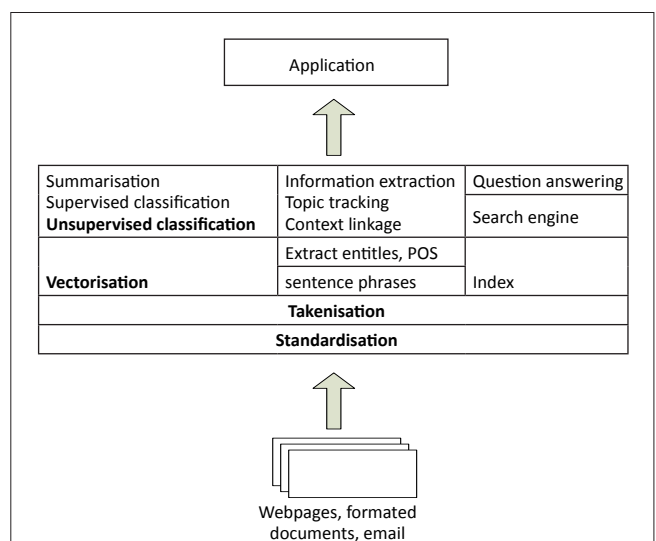 Application
Summarisation
Supervised classification
Unsupervised classification
Information extraction
Topic tracking
Context linkage
Question answering
Search engine
Vectorisation
Extract entitles, POS
sentence phrases
Index
Takenisation
Standardisation
Webpages, formated
documents, email